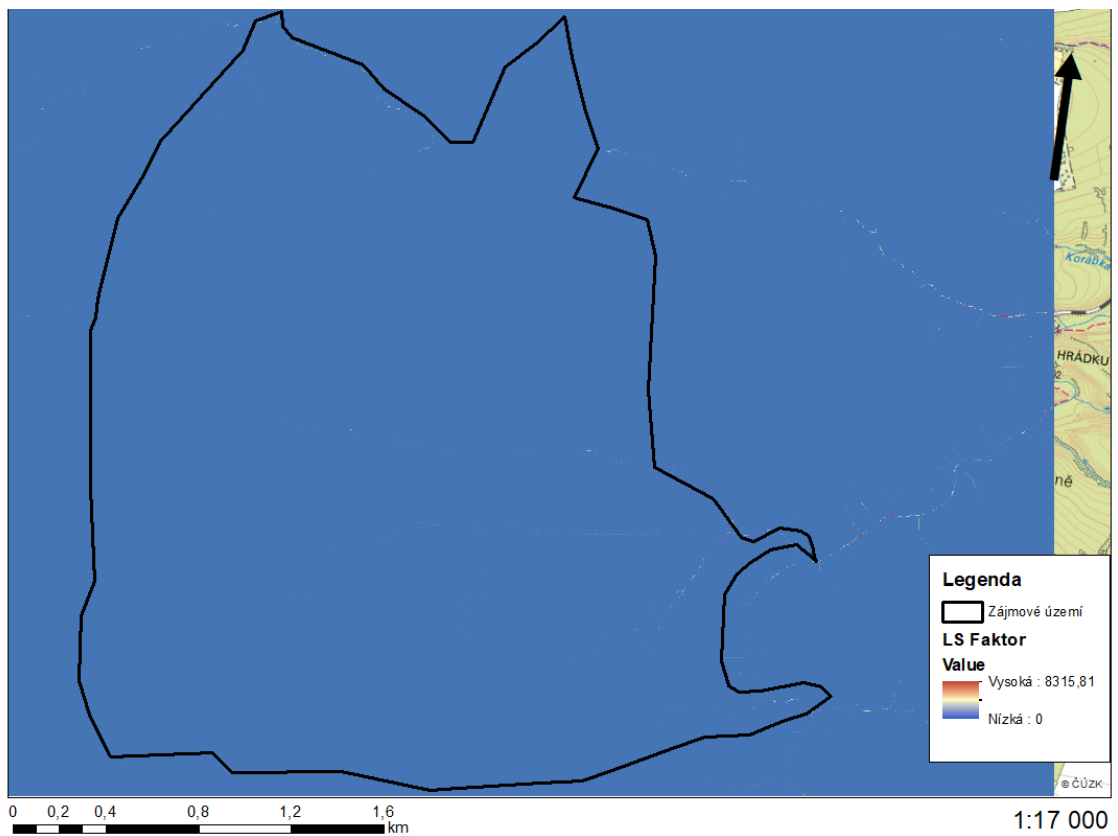 Korábka
HRÁDKU
02
ně
Legenda
Zájmové území
LS Faktor
Value
Vysoká : 8315,81
Nízká : 0
© ČÚZK
0 0,2 0,4 0,8 1,2 1,6
km
1:17 000